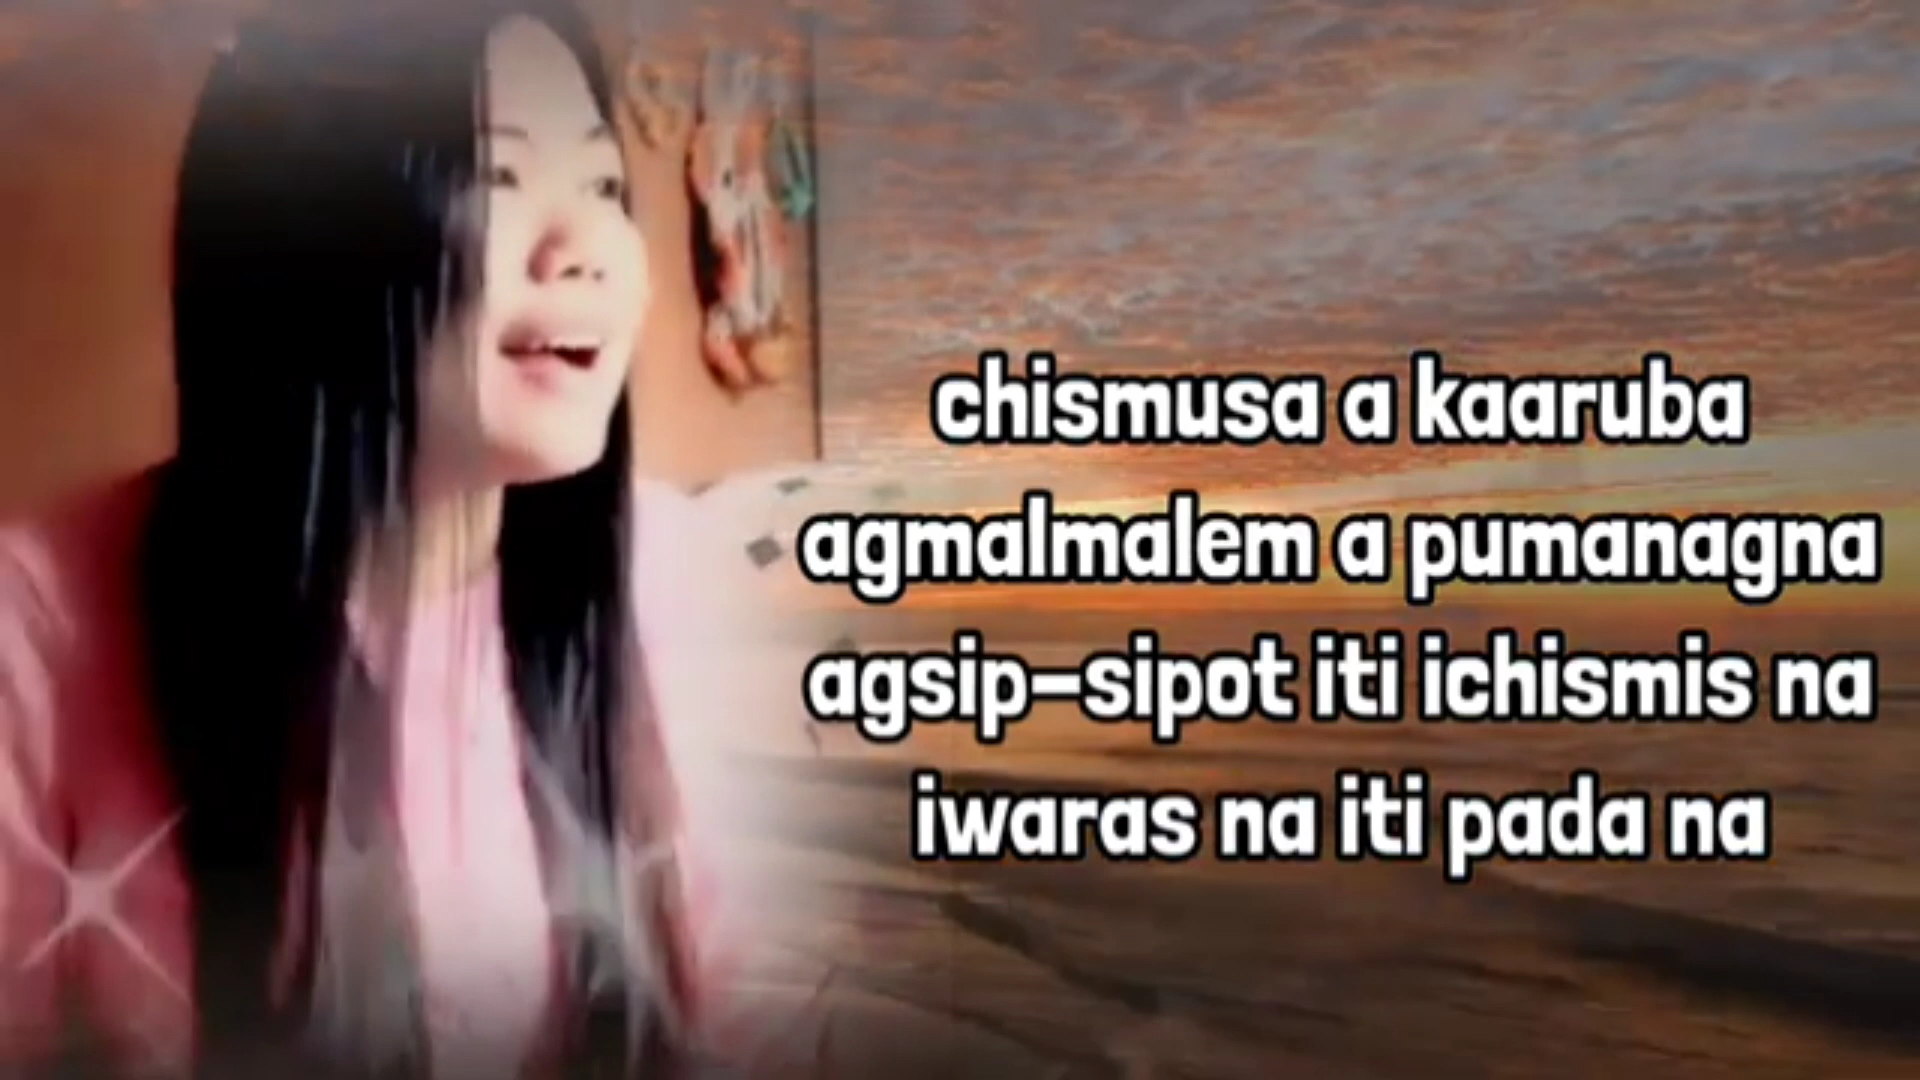 chismusa a kaaruba
agmalmalem a pumanagna
agsip-sipot iti ichismis na
iwaras na iti pada na